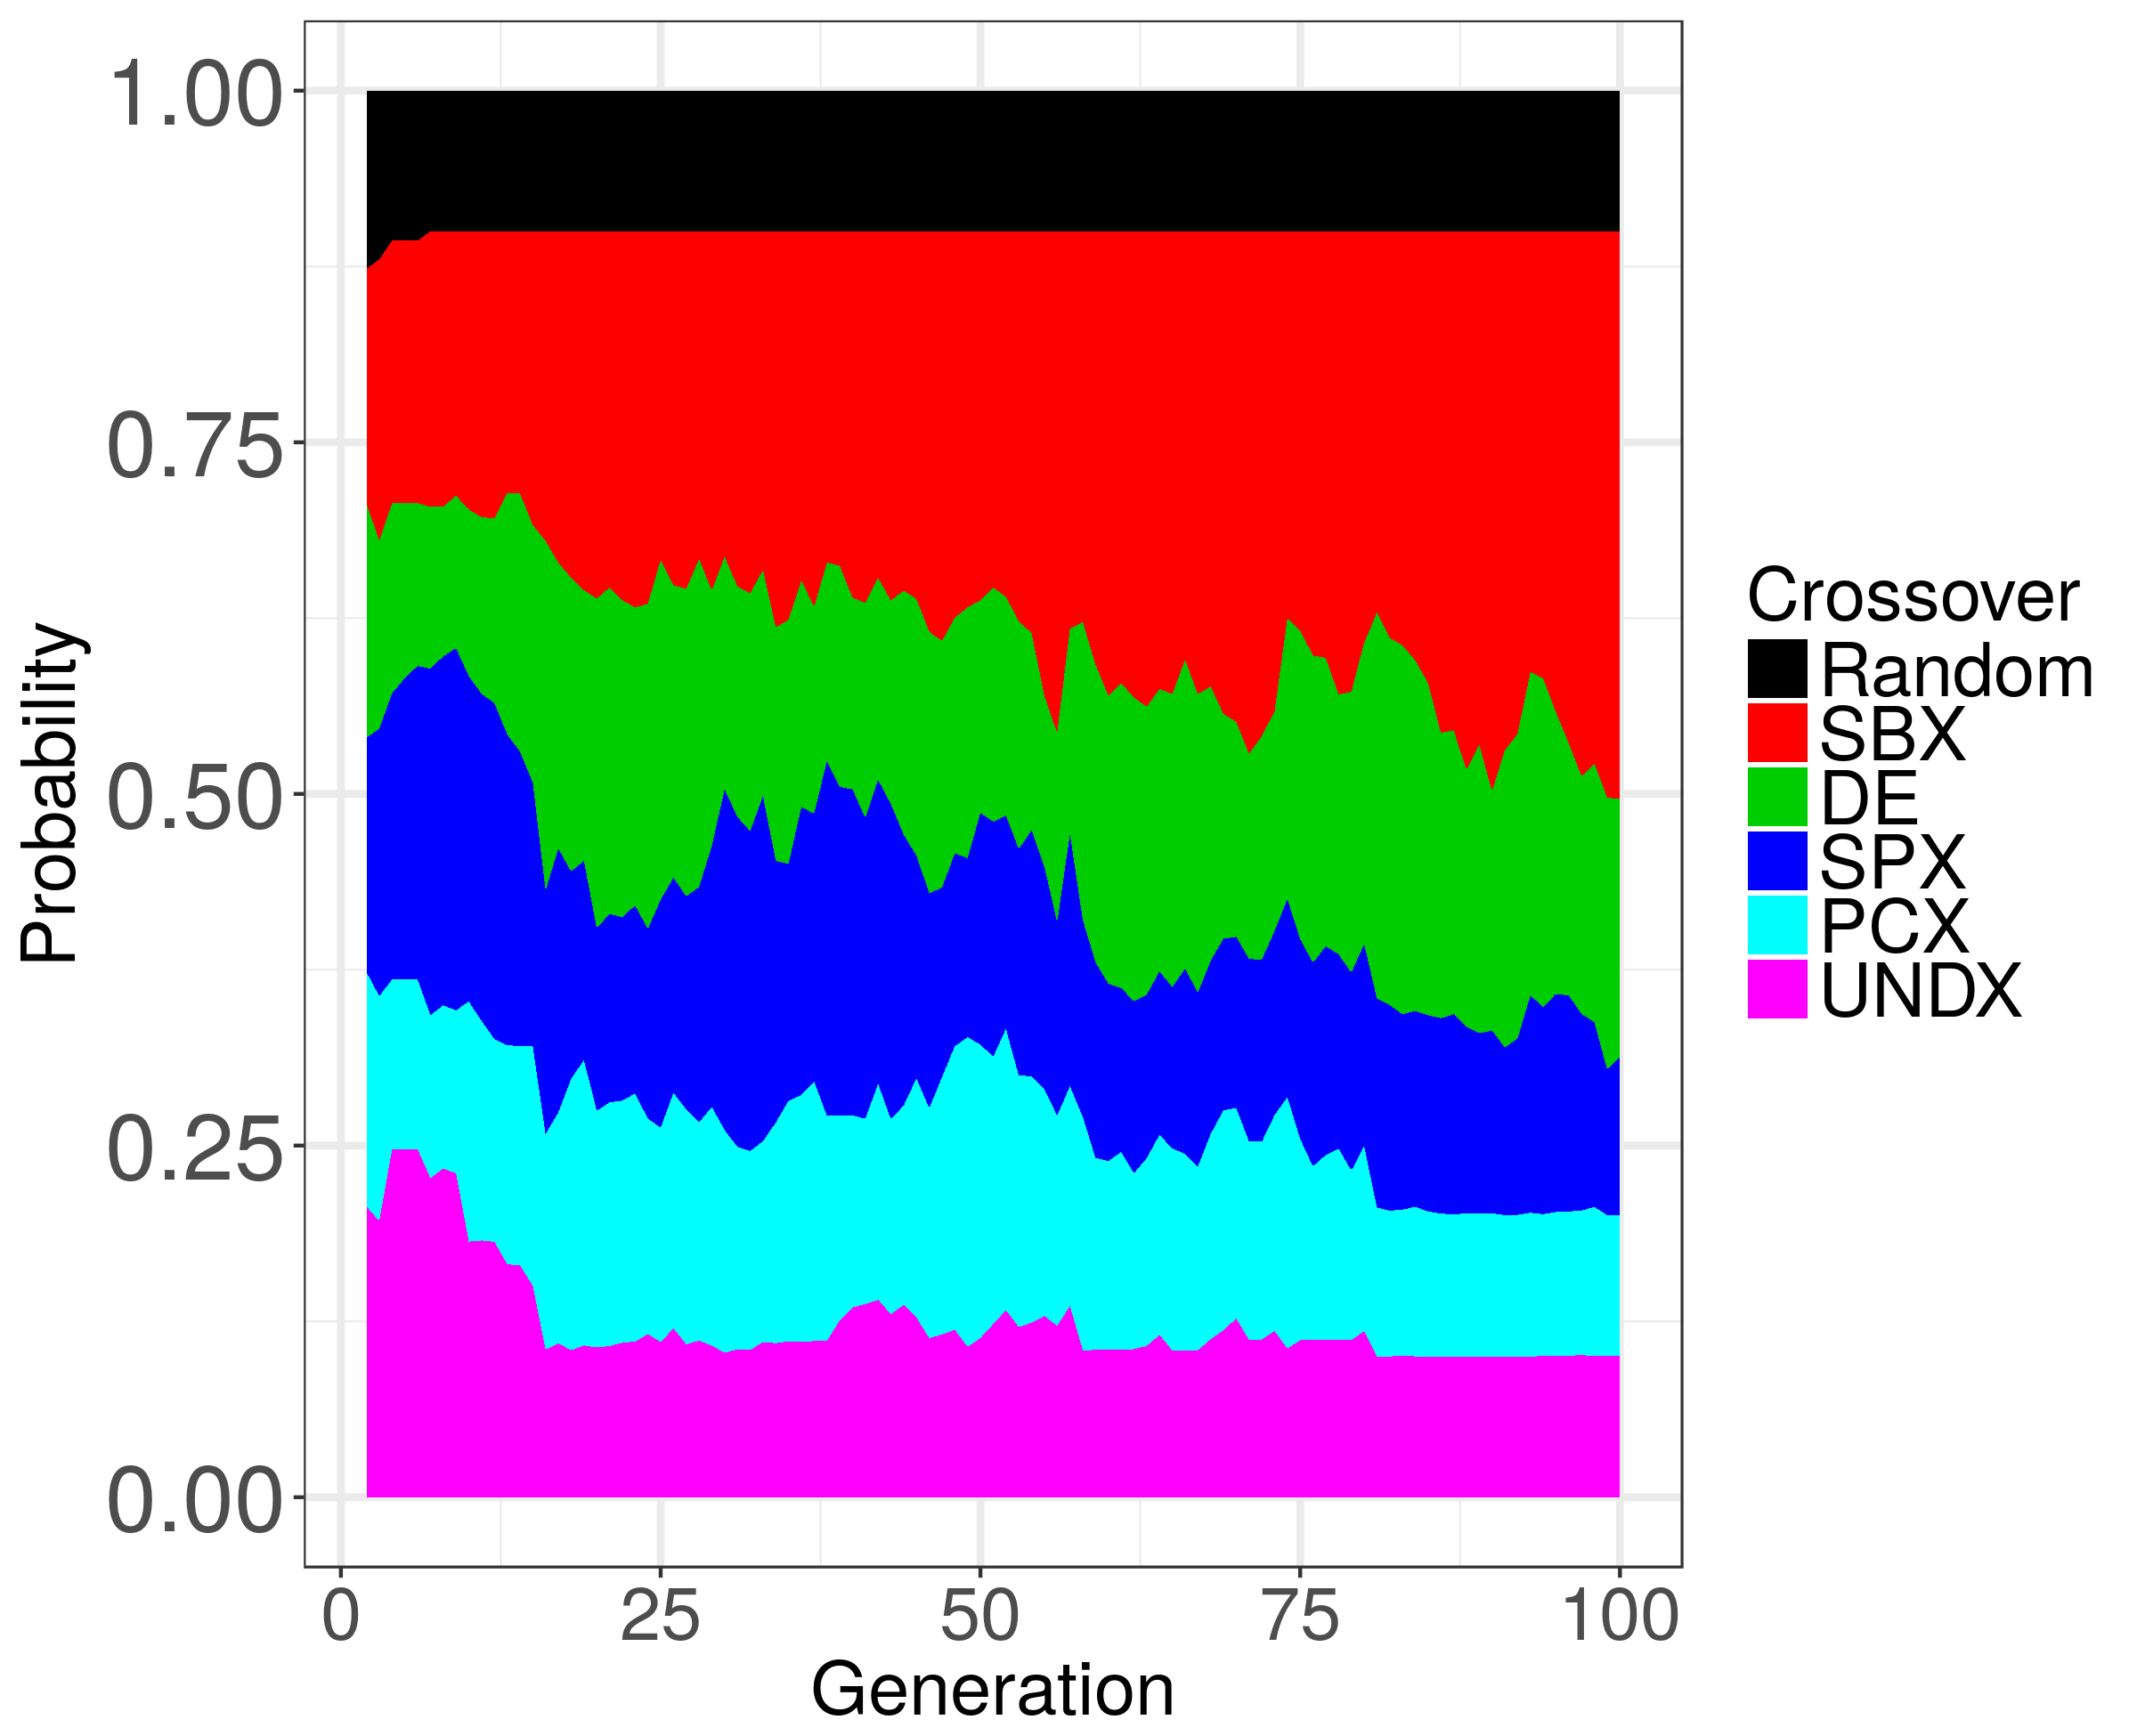 1.00
0.75
0.50
0.25
0.00
Probability
0 25 50 75 100
Generation
Crossover
Random
SBX
DE
SPX
PCX
UNDX